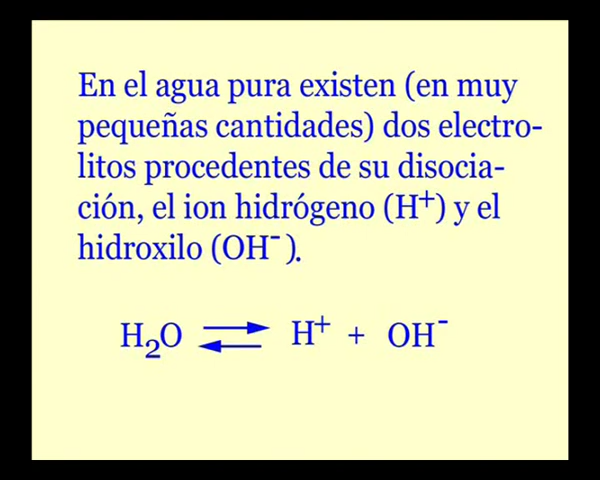 En el agua pura existen (en muy
pequeñas cantidades) dos electro-
litos procedentes de su disocia-
ción, el ion hidrógeno (H⁺) y el
hidroxilo (OH⁻).
H₂O ⇌ H⁺ + OH⁻